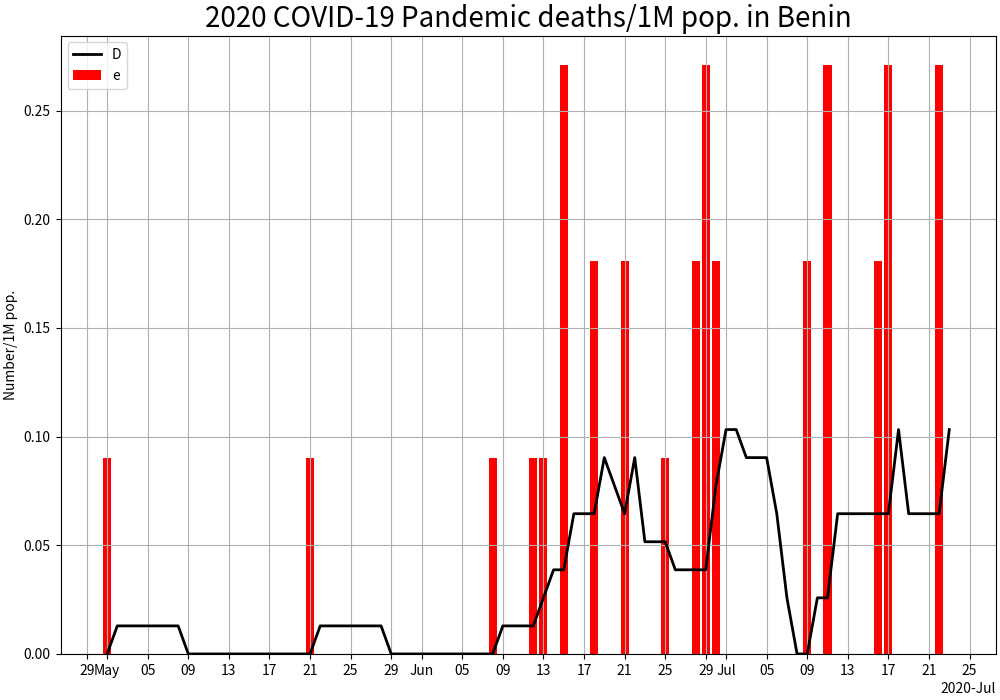 2020 COVID-19 Pandemic deaths/1M pop. in Benin
D
e
Number/1M pop.
0.25
0.20
0.15
0.10
0.05
0.00
29 May 05 09 13 17 21 25 29 Jun 05 09 13 17 21 25 29 Jul 05 09 13 17 21 25
2020-Jul